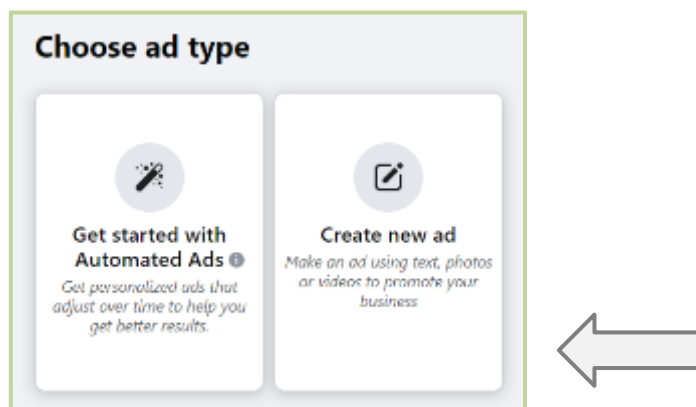 Choose ad type
Get started with
Automated Ads
Get personalized ads that
adjust over time to help you
get better results.
Create new ad
Make an ad using text, photos
or videos to promote your
business